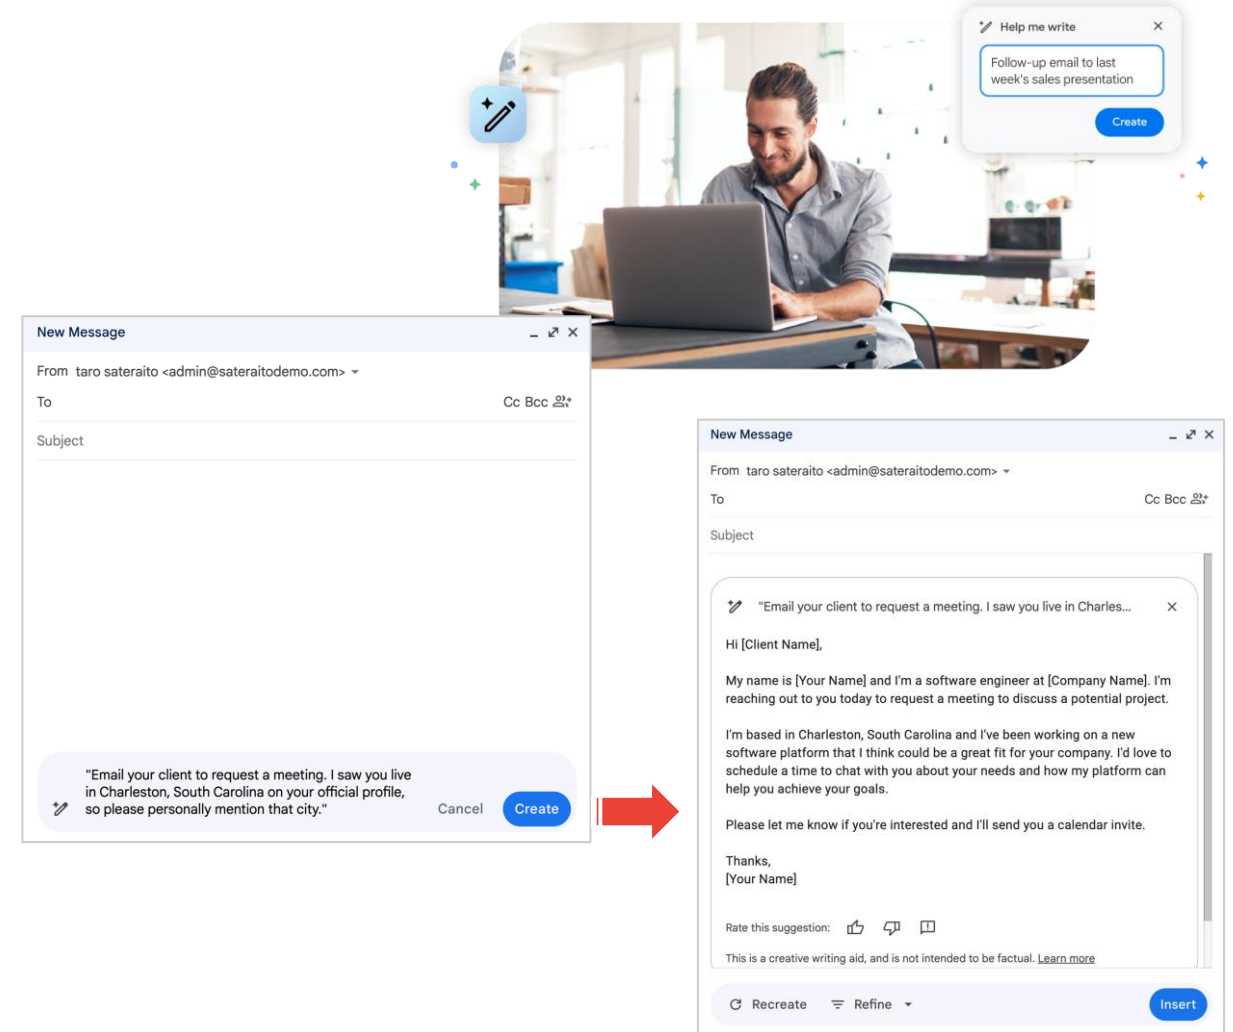 Help me write
Follow-up email to last
week's sales presentation
Create
New Message
From taro sateraito <admin@sateraitodemo.com>
To
Cc Bcc
Subject
"Email your client to request a meeting. I saw you live
in Charleston, South Carolina on your official profile,
so please personally mention that city."
Cancel
Create
New Message
From taro sateraito <admin@sateraitodemo.com>
To
Cc Bcc
Subject
"Email your client to request a meeting. I saw you live in Charles...
Hi [Client Name],
My name is [Your Name] and I'm a software engineer at [Company Name]. I'm
reaching out to you today to request a meeting to discuss a potential project.
I'm based in Charleston, South Carolina and I've been working on a new
software platform that I think could be a great fit for your company. I'd love to
schedule a time to chat with you about your needs and how my platform can
help you achieve your goals.
Please let me know if you're interested and I'll send you a calendar invite.
Thanks,
[Your Name]
Rate this suggestion:
This is a creative writing aid, and is not intended to be factual. Learn more
Recreate
Refine
Insert